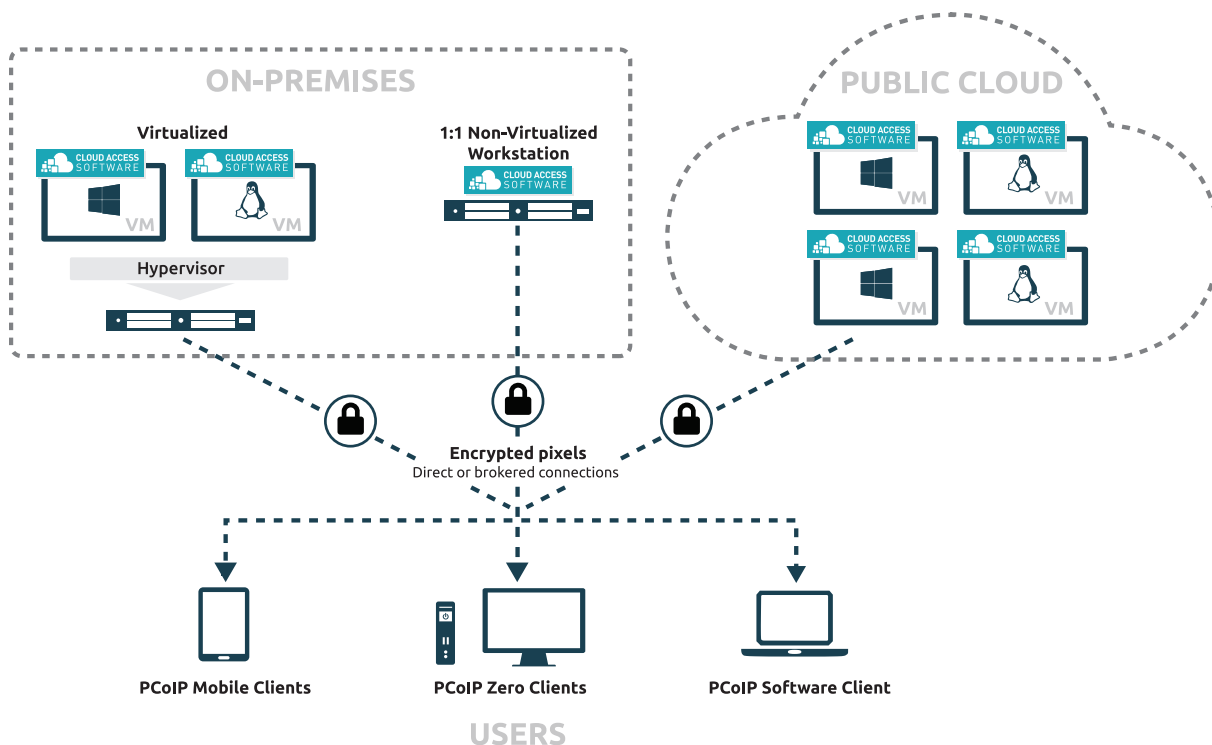 ON-PREMISES
Virtualized
CLOUD ACCESS
SOFTWARE
VM
CLOUD ACCESS
SOFTWARE
VM
Hypervisor
1:1 Non-Virtualized
Workstation
CLOUD ACCESS
SOFTWARE
PUBLIC CLOUD
CLOUD ACCESS
SOFTWARE
VM
CLOUD ACCESS
SOFTWARE
VM
CLOUD ACCESS
SOFTWARE
VM
CLOUD ACCESS
SOFTWARE
VM
Encrypted pixels
Direct or brokered connections
PCoIP Mobile Clients
PCoIP Zero Clients
PCoIP Software Client
USERS